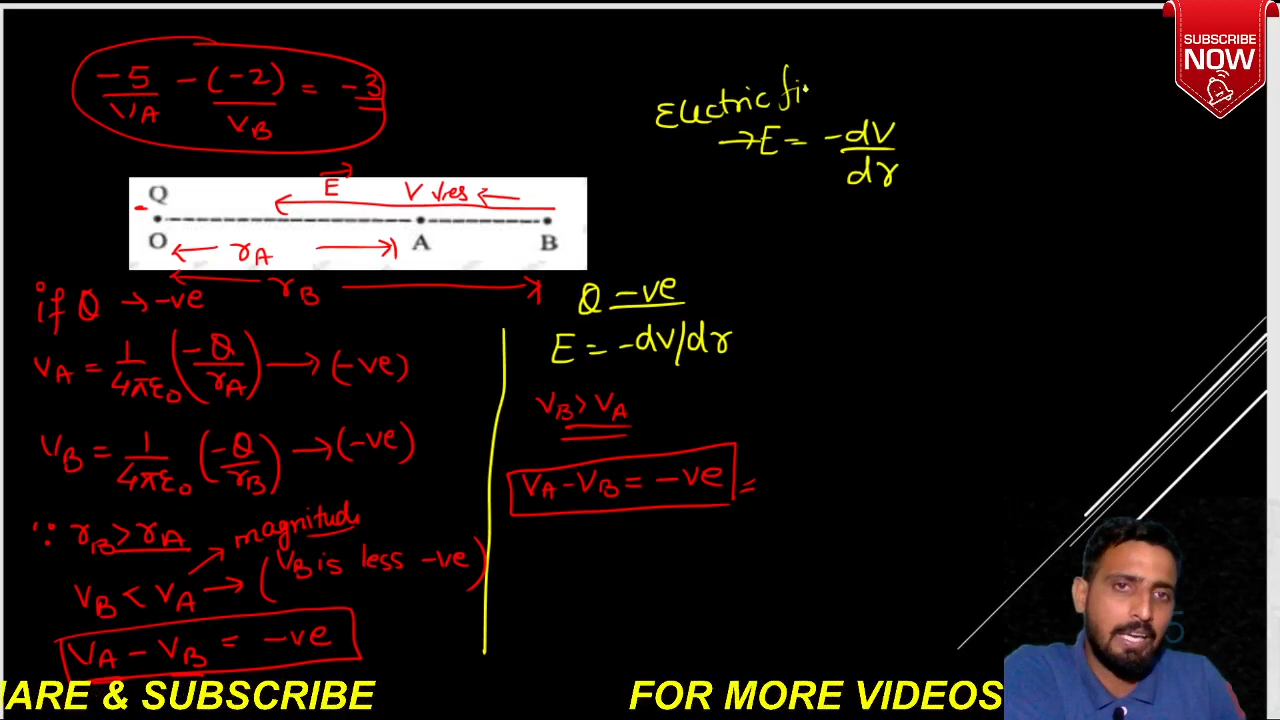 SUBSCRIBE
NOW
-5/VA - (-2)/VB = -3
Electric fi
→ E = -dV/dr
Q
E
V
O
rA
A
B
rB
if Q → -ve
VA = 1/4πε0 (-Q/rA) → (-ve)
VB = 1/4πε0 (-Q/rB) → (-ve)
∵ rB > rA
magnitude
VB < VA → (VB is less -ve)
VA - VB = -ve
Q -ve
E = -dV/dr
VB > VA
VA - VB = -ve =
HARE & SUBSCRIBE
FOR MORE VIDEOS